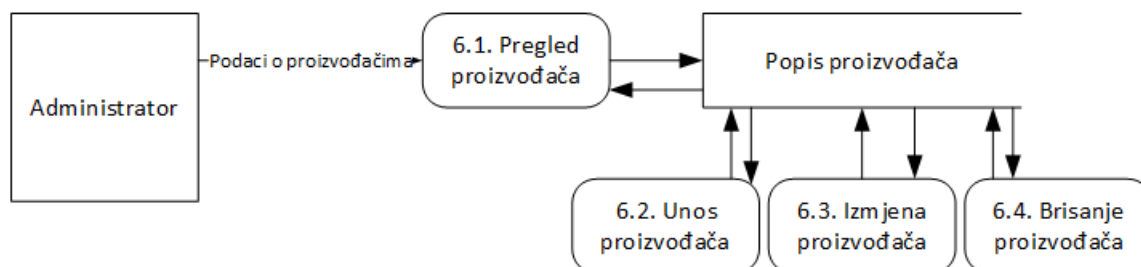 Administrator
Podaci o proizvođačima
6.1. Pregled
proizvođača
Popis proizvođača
6.2. Unos
proizvođača
6.3. Izmjena
proizvođača
6.4. Brisanje
proizvođača